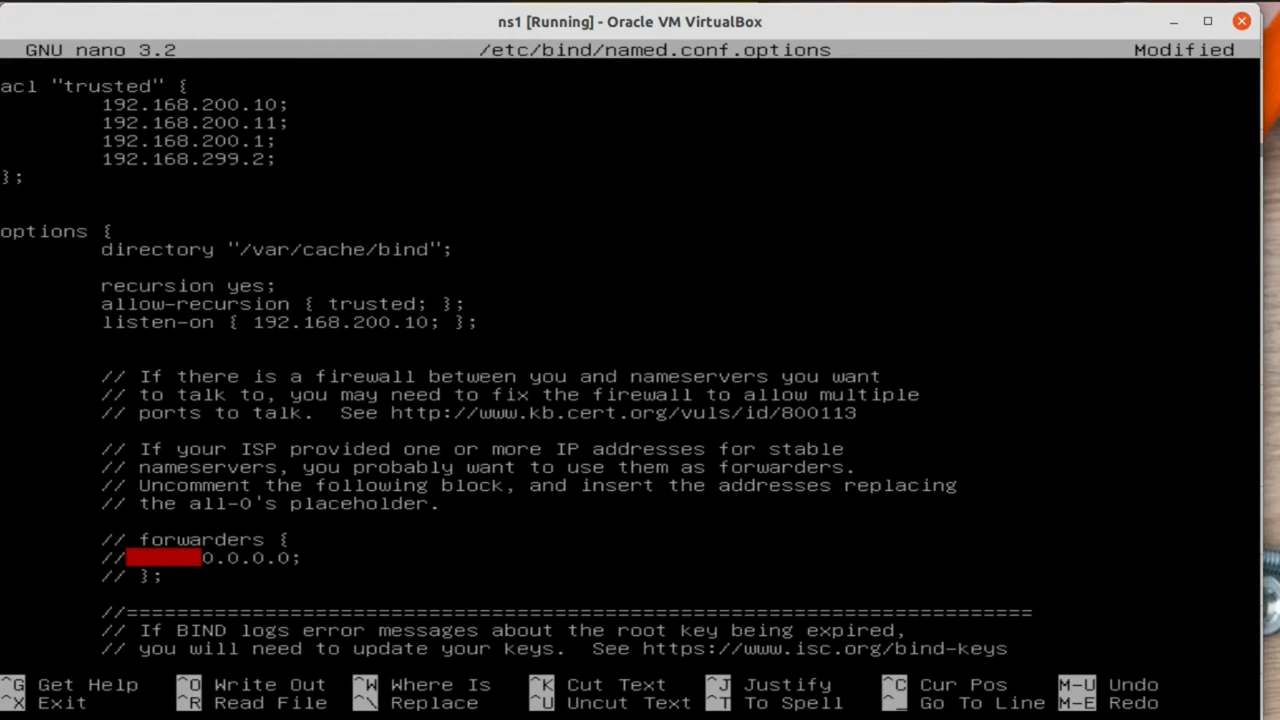 ns1 [Running] - Oracle VM VirtualBox
GNU nano 3.2 /etc/bind/named.conf.options Modified
acl "trusted" {
192.168.200.10;
192.168.200.11;
192.168.200.1;
192.168.299.2;
};
options {
directory "/var/cache/bind";
recursion yes;
allow-recursion { trusted; };
listen-on { 192.168.200.10; };
// If there is a firewall between you and nameservers you want
// to talk to, you may need to fix the firewall to allow multiple
// ports to talk.  See http://www.kb.cert.org/vuls/id/800113
// If your ISP provided one or more IP addresses for stable
// nameservers, you probably want to use them as forwarders.
// Uncomment the following block, and insert the addresses replacing
// the all-0's placeholder.
// forwarders {
// 0.0.0.0;
// };
//========================================================================
// If BIND logs error messages about the root key being expired,
// you will need to update your keys.  See https://www.isc.org/bind-keys
^G Get Help ^O Write Out ^W Where Is ^K Cut Text ^J Justify ^C Cur Pos M-U Undo
^X Exit ^R Read File ^\ Replace ^U Uncut Text ^T To Spell ^_ Go To Line M-E Redo